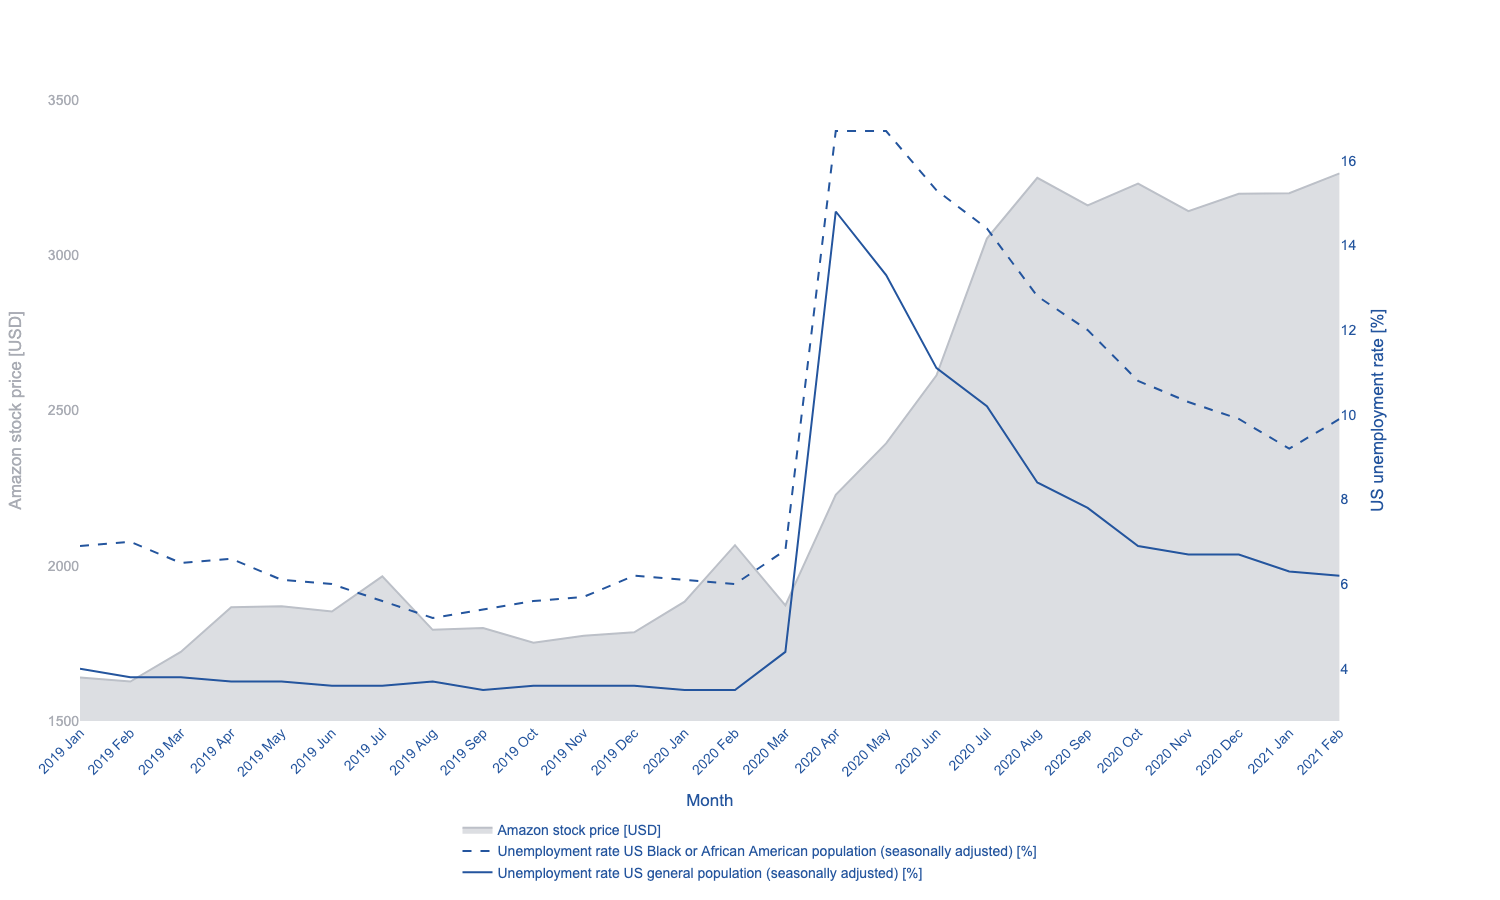 3500
3000
2500
2000
1500
Amazon stock price [USD]
16
14
12
10
8
6
4
US unemployment rate [%]
2019 Jan
2019 Feb
2019 Mar
2019 Apr
2019 May
2019 Jun
2019 Jul
2019 Aug
2019 Sep
2019 Oct
2019 Nov
2019 Dec
2020 Jan
2020 Feb
2020 Mar
2020 Apr
2020 May
2020 Jun
2020 Jul
2020 Aug
2020 Sep
2020 Oct
2020 Nov
2020 Dec
2021 Jan
2021 Feb
Month
Amazon stock price [USD]
Unemployment rate US Black or African American population (seasonally adjusted) [%]
Unemployment rate US general population (seasonally adjusted) [%]